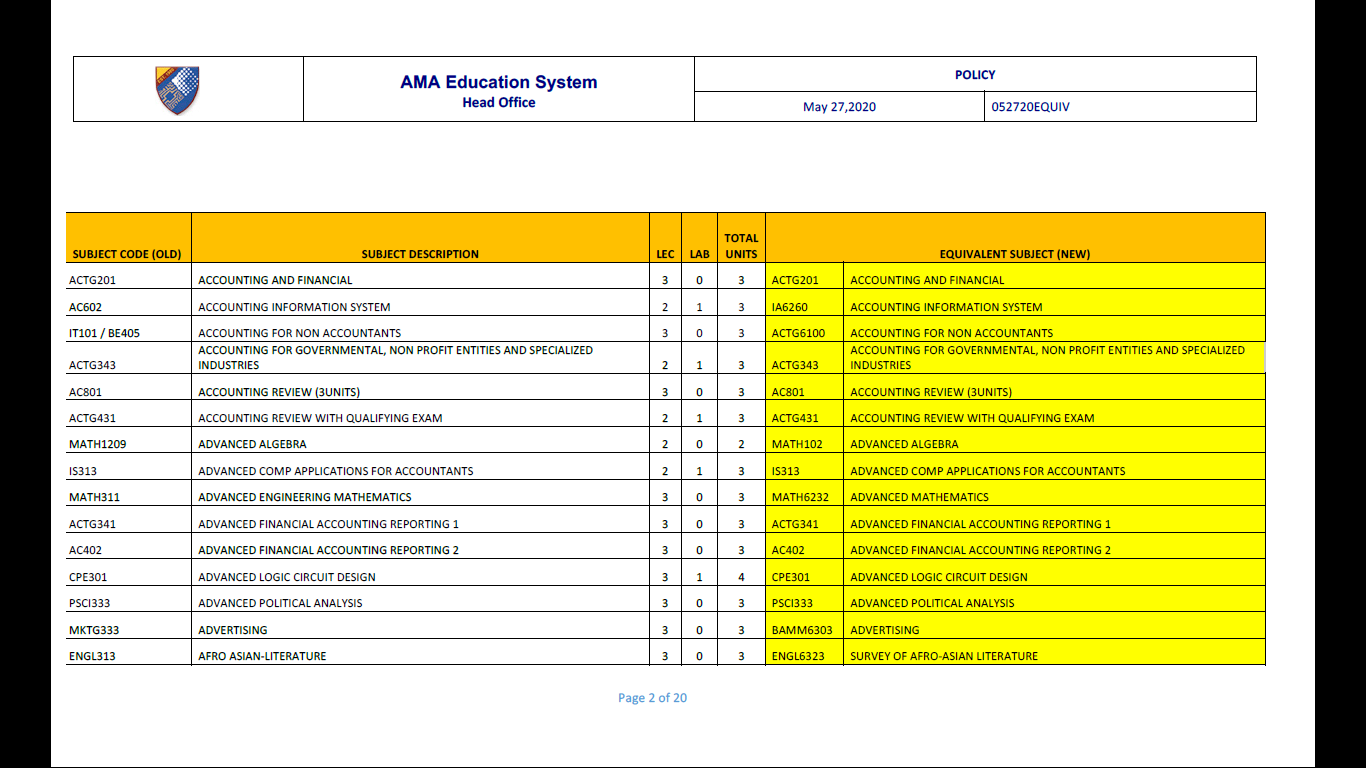 AMA Education System
Head Office
POLICY
May 27,2020
052720EQUIV
SUBJECT CODE (OLD) SUBJECT DESCRIPTION LEC LAB TOTAL UNITS EQUIVALENT SUBJECT (NEW)
ACTG201 ACCOUNTING AND FINANCIAL 3 0 3 ACTG201 ACCOUNTING AND FINANCIAL
AC602 ACCOUNTING INFORMATION SYSTEM 2 1 3 IA6260 ACCOUNTING INFORMATION SYSTEM
IT101 / BE405 ACCOUNTING FOR NON ACCOUNTANTS 3 0 3 ACTG6100 ACCOUNTING FOR NON ACCOUNTANTS
ACTG343 ACCOUNTING FOR GOVERNMENTAL, NON PROFIT ENTITIES AND SPECIALIZED INDUSTRIES 2 1 3 ACTG343 ACCOUNTING FOR GOVERNMENTAL, NON PROFIT ENTITIES AND SPECIALIZED INDUSTRIES
AC801 ACCOUNTING REVIEW (3UNITS) 3 0 3 AC801 ACCOUNTING REVIEW (3UNITS)
ACTG431 ACCOUNTING REVIEW WITH QUALIFYING EXAM 2 1 3 ACTG431 ACCOUNTING REVIEW WITH QUALIFYING EXAM
MATH1209 ADVANCED ALGEBRA 2 0 2 MATH102 ADVANCED ALGEBRA
IS313 ADVANCED COMP APPLICATIONS FOR ACCOUNTANTS 2 1 3 IS313 ADVANCED COMP APPLICATIONS FOR ACCOUNTANTS
MATH311 ADVANCED ENGINEERING MATHEMATICS 3 0 3 MATH6232 ADVANCED MATHEMATICS
ACTG341 ADVANCED FINANCIAL ACCOUNTING REPORTING 1 3 0 3 ACTG341 ADVANCED FINANCIAL ACCOUNTING REPORTING 1
AC402 ADVANCED FINANCIAL ACCOUNTING REPORTING 2 3 0 3 AC402 ADVANCED FINANCIAL ACCOUNTING REPORTING 2
CPE301 ADVANCED LOGIC CIRCUIT DESIGN 3 1 4 CPE301 ADVANCED LOGIC CIRCUIT DESIGN
PSCI333 ADVANCED POLITICAL ANALYSIS 3 0 3 PSCI333 ADVANCED POLITICAL ANALYSIS
MKTG333 ADVERTISING 3 0 3 BAMM6303 ADVERTISING
ENGL313 AFRO ASIAN-LITERATURE 3 0 3 ENGL6323 SURVEY OF AFRO-ASIAN LITERATURE
Page 2 of 20